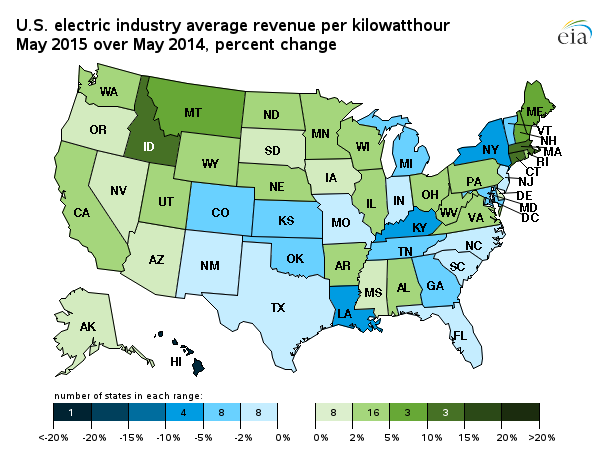 U.S. electric industry average revenue per kilowatthour
May 2015 over May 2014, percent change
eia
WA
OR
CA
NV
ID
MT
WY
UT
AZ
CO
NM
ND
SD
NE
KS
OK
TX
MN
IA
MO
AR
LA
WI
IL
MI
IN
OH
KY
TN
MS
AL
GA
FL
SC
NC
VA
WV
PA
NY
ME
VT
NH
MA
RI
CT
NJ
DE
MD
DC
AK
HI
number of states in each range:
1 4 8 8 8 16 3 3
<-20% -20% -15% -10% -5% -2% 0% 0% 2% 5% 10% 15% 20% >20%